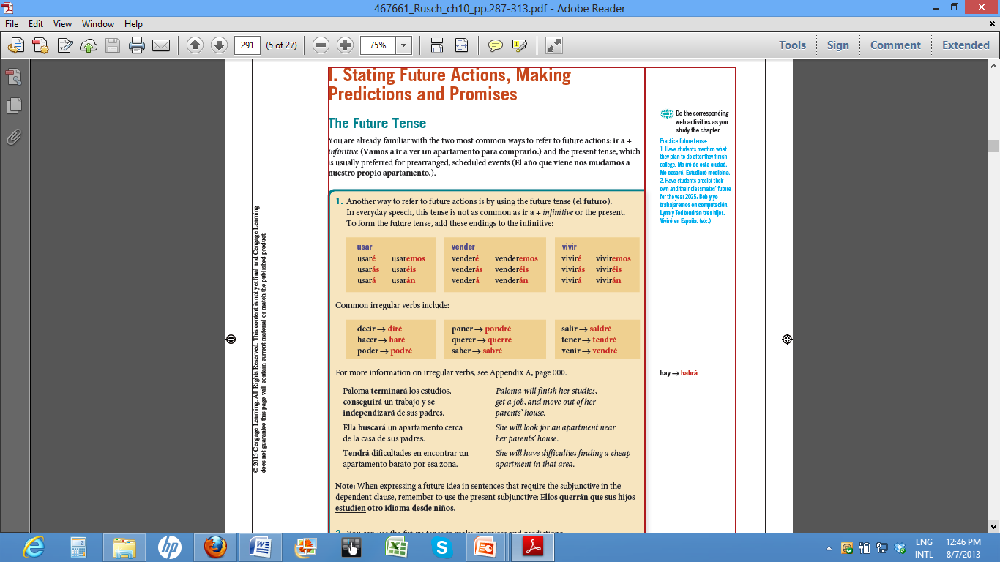 467661_Rusch_ch10_pp.287-313.pdf - Adobe Reader
File Edit View Window Help
291 (5 of 27) 75% Tools Sign Comment Extended
I. Stating Future Actions, Making
Predictions and Promises
The Future Tense
You are already familiar with the two most common ways to refer to future actions: ir a +
infinitive (Vamos a ir a ver un apartamento para comprarlo.) and the present tense, which
is usually preferred for prearranged, scheduled events (El año que viene nos mudamos a
nuestro propio apartamento.).
1. Another way to refer to future actions is by using the future tense (el futuro).
In everyday speech, this tense is not as common as ir a + infinitive or the present.
To form the future tense, add these endings to the infinitive:
usar vender vivir
usaré usaremos venderé venderemos viviré viviremos
usarás usaréis venderás venderéis vivirás viviréis
usará usarán venderá venderán vivirá vivirán
Common irregular verbs include:
decir → diré poner → pondré salir → saldré
hacer → haré querer → querré tener → tendré
poder → podré saber → sabré venir → vendré
For more information on irregular verbs, see Appendix A, page 000.
Paloma terminará los estudios,
conseguirá un trabajo y se
independizará de sus padres.
Paloma will finish her studies,
get a job, and move out of her
parents' house.
Ella buscará un apartamento cerca
de la casa de sus padres.
She will look for an apartment near
her parents' house.
Tendrá dificultades en encontrar un
apartamento barato por esa zona.
She will have difficulties finding a cheap
apartment in that area.
Note: When expressing a future idea in sentences that require the subjunctive in the
dependent clause, remember to use the present subjunctive: Ellos querrán que sus hijos
estudien otro idioma desde niños.
2. You can use the future tense to make promises and predictions.
Do the corresponding
web activities as you
study the chapter.
Practice future tense:
1. Have students mention what
they plan to do after they finish
college: Me iré de esta ciudad.
Me casaré. Estudiaré medicina.
2. Have students predict their
own and their classmates' future
for the year 2025: Bob y yo
trabajaremos en computación.
Lynn y Ted tendrán tres hijos.
Viviré en España. (etc.)
hay → habrá
© 2015 Cengage Learning. All Rights Reserved. This content is not yet final and Cengage Learning
does not guarantee this page will contain current material or match the published product.
ENG 12:46 PM
INTL 8/7/2013